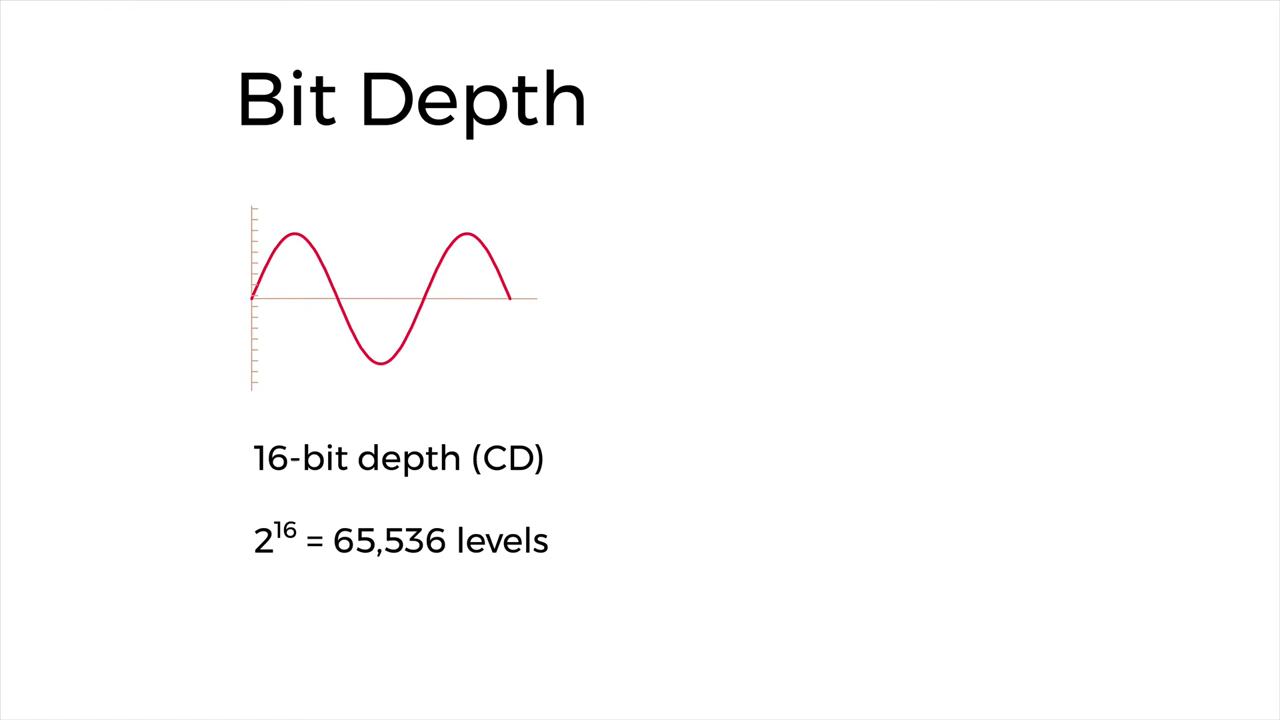 Bit Depth
16-bit depth (CD)
2¹⁶ = 65,536 levels